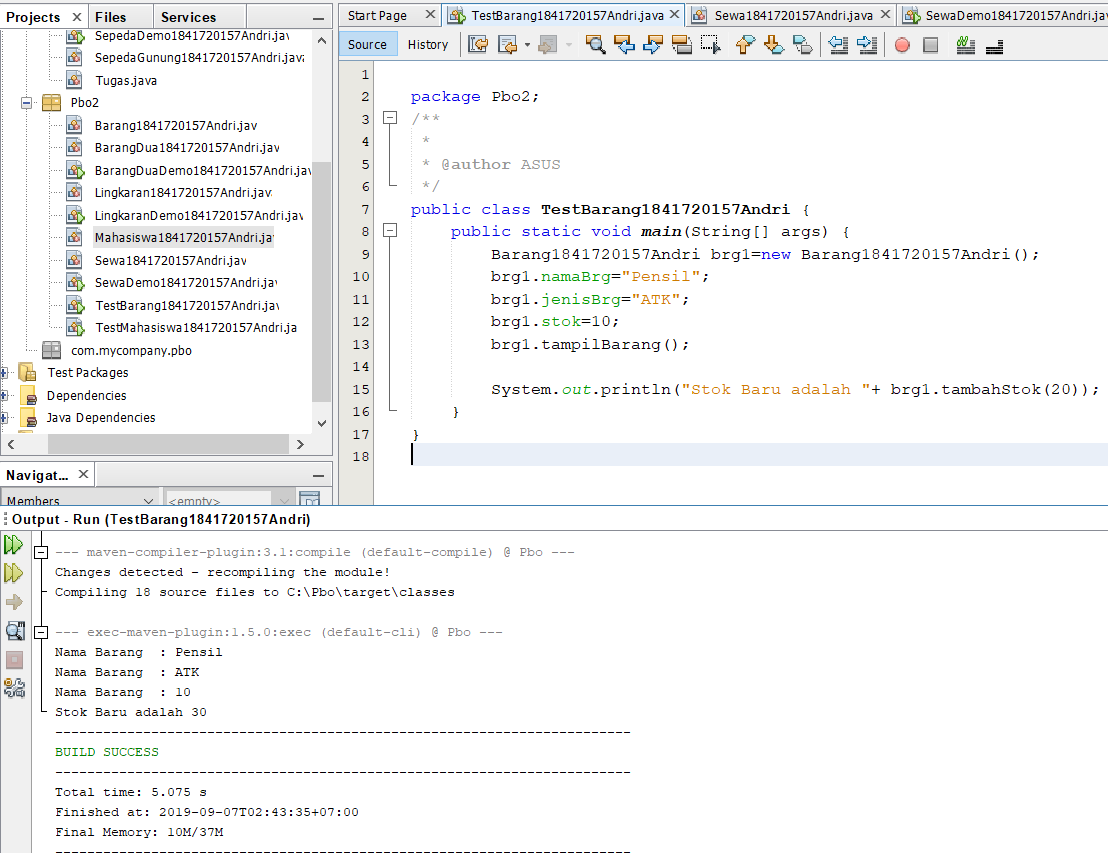 Projects × Files Services
SepedaDemo1841720157Andri.jav
SepedaGunung1841720157Andri.java
Tugas.java
Pbo2
Barang1841720157Andri.jav
BarangDua1841720157Andri.jav
BarangDuaDemo1841720157Andri.jav
Lingkaran1841720157Andri.jav
LingkaranDemo1841720157Andri.jav
Mahasiswa1841720157Andri.ja
Sewa1841720157Andri.jav
SewaDemo1841720157Andri.jav
TestBarang1841720157Andri.jav
TestMahasiswa1841720157Andri.ja
com.mycompany.pbo
Test Packages
Dependencies
Java Dependencies
Navigat... ×
Members <empty>
Start Page × TestBarang1841720157Andri.java × Sewa1841720157Andri.java × SewaDemo1841720157Andri.jav
Source History
1
2 package Pbo2;
3 /**
4 *
5 * @author ASUS
6 */
7 public class TestBarang1841720157Andri {
8 public static void main(String[] args) {
9 Barang1841720157Andri brg1=new Barang1841720157Andri();
10 brg1.namaBrg="Pensil";
11 brg1.jenisBrg="ATK";
12 brg1.stok=10;
13 brg1.tampilBarang();
14
15 System.out.println("Stok Baru adalah "+ brg1.tambahStok(20));
16 }
17 }
18
Output - Run (TestBarang1841720157Andri)
--- maven-compiler-plugin:3.1:compile (default-compile) @ Pbo ---
Changes detected - recompiling the module!
Compiling 18 source files to C:\Pbo\target\classes
--- exec-maven-plugin:1.5.0:exec (default-cli) @ Pbo ---
Nama Barang : Pensil
Nama Barang : ATK
Nama Barang : 10
Stok Baru adalah 30
------------------------------------------------------------------------
BUILD SUCCESS
------------------------------------------------------------------------
Total time: 5.075 s
Finished at: 2019-09-07T02:43:35+07:00
Final Memory: 10M/37M
------------------------------------------------------------------------